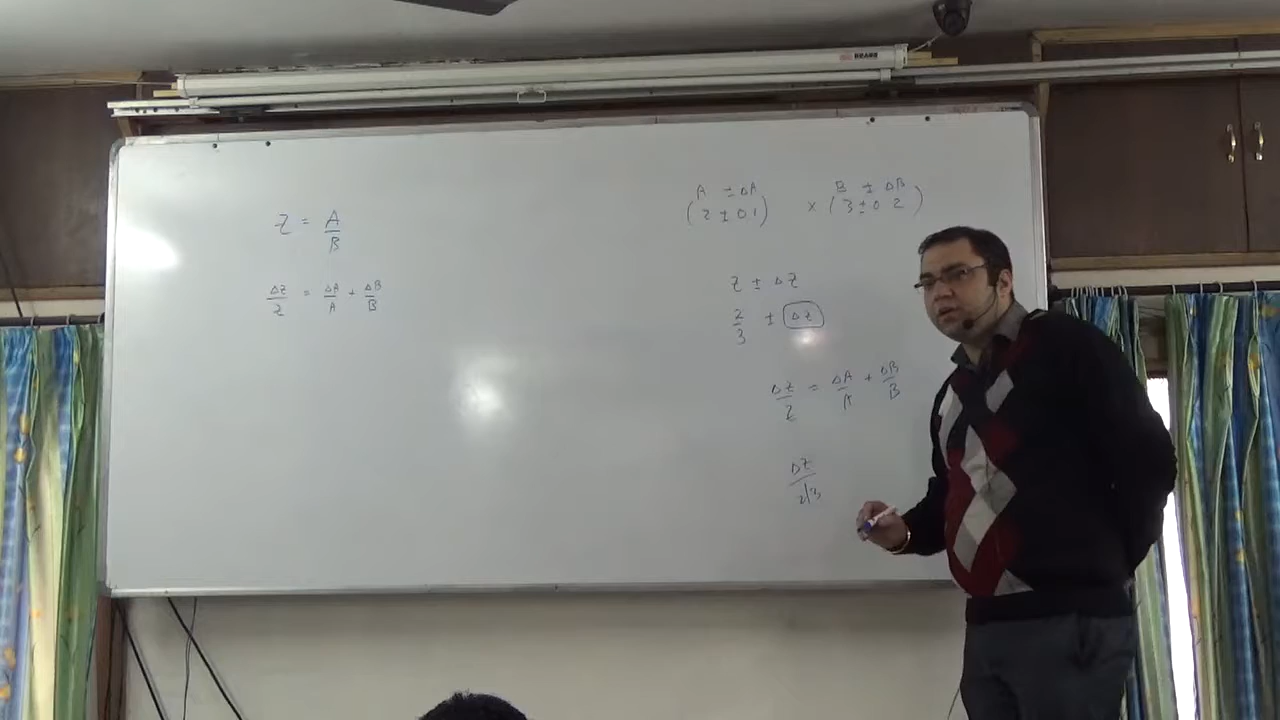 Z = A/B
ΔZ/Z = ΔA/A + ΔB/B
A ± ΔA B ± ΔB
(2 ± 0.1) × (3 ± 0.2)
Z ± ΔZ
2/3 ± ΔZ
ΔZ/Z = ΔA/A + ΔB/B
ΔZ/2/3